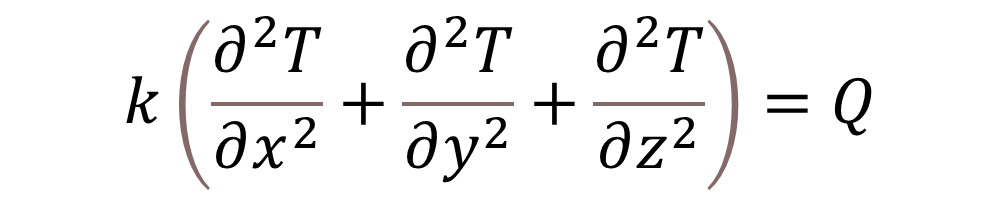 k(∂²T/∂x² + ∂²T/∂y² + ∂²T/∂z²) = Q